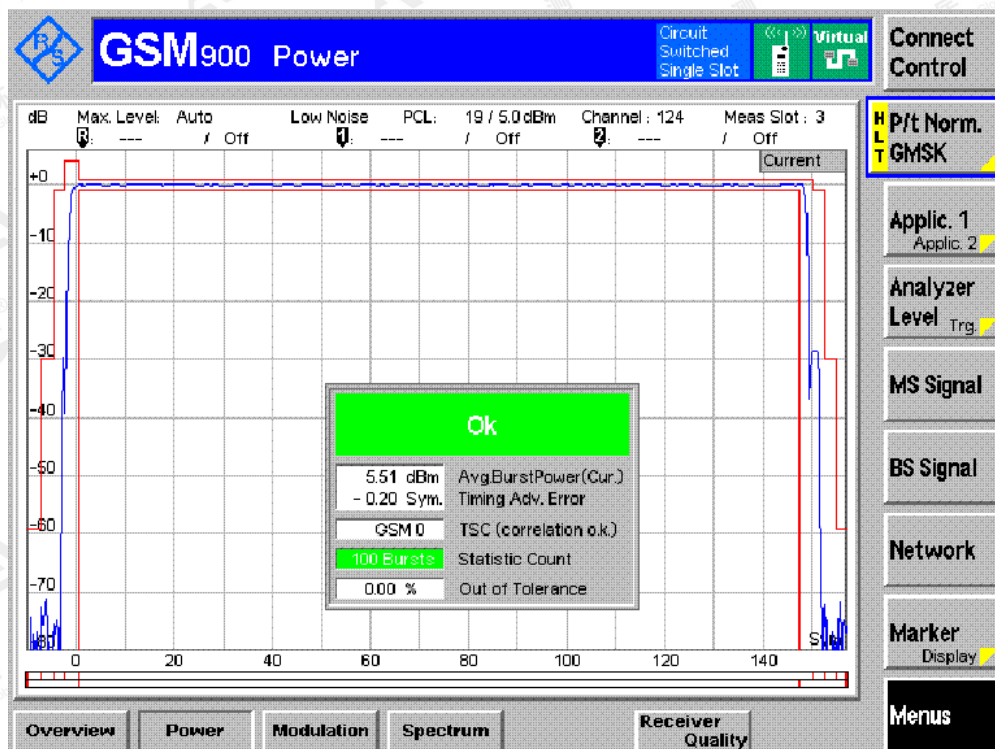 R/S
GSM900 Power
Circuit
Switched
Single Slot
Virtual
Connect
Control
dB Max. Level: Auto Low Noise PCL: 19 / 5.0 dBm Channel : 124 Meas Slot : 3
R: --- / Off 1: --- / Off 2: --- / Off
Current
HLT
P/t Norm.
GMSK
Applic. 1
Applic. 2
Analyzer
Level Trg.
MS Signal
BS Signal
Network
Marker
Display
Menus
+0
-10
-20
-30
-40
-50
-60
-70
Ok
5.51 dBm Avg.BurstPower(Cur.)
- 0.20 Sym. Timing Adv. Error
GSM 0 TSC (correlation o.k.)
100 Bursts Statistic Count
0.00 % Out of Tolerance
0 20 40 60 80 100 120 140
Overview Power Modulation Spectrum Receiver
Quality